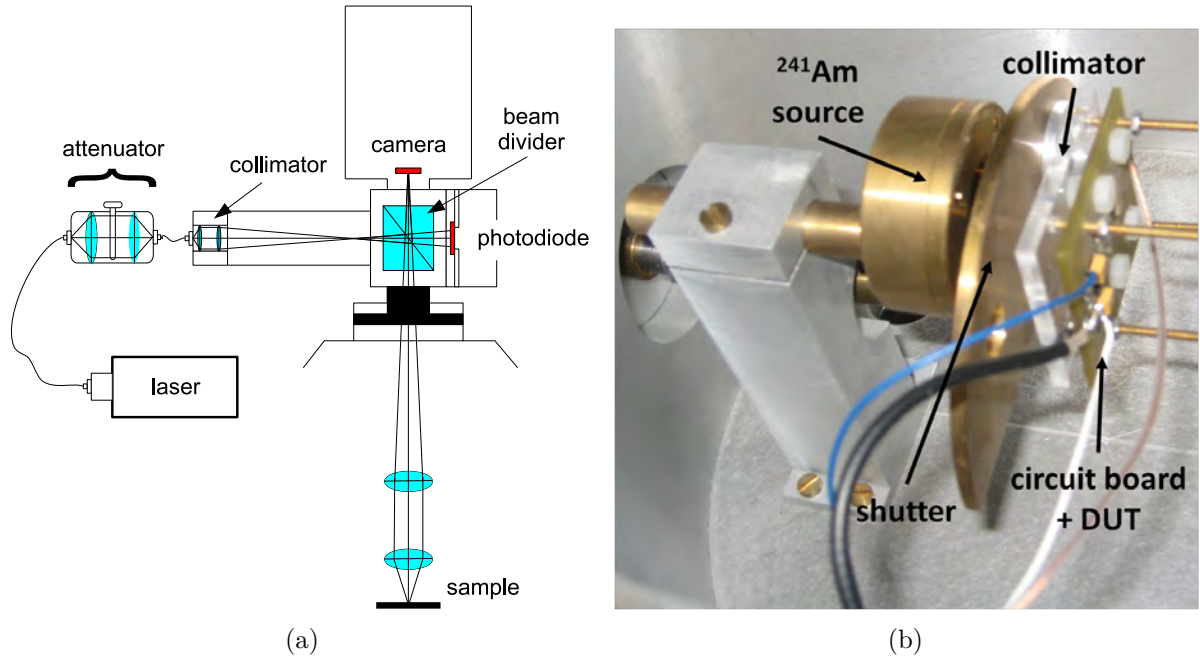 attenuator
collimator
camera
beam
divider
photodiode
laser
sample
(a)
²⁴¹Am
source
collimator
shutter
circuit board
+ DUT
(b)